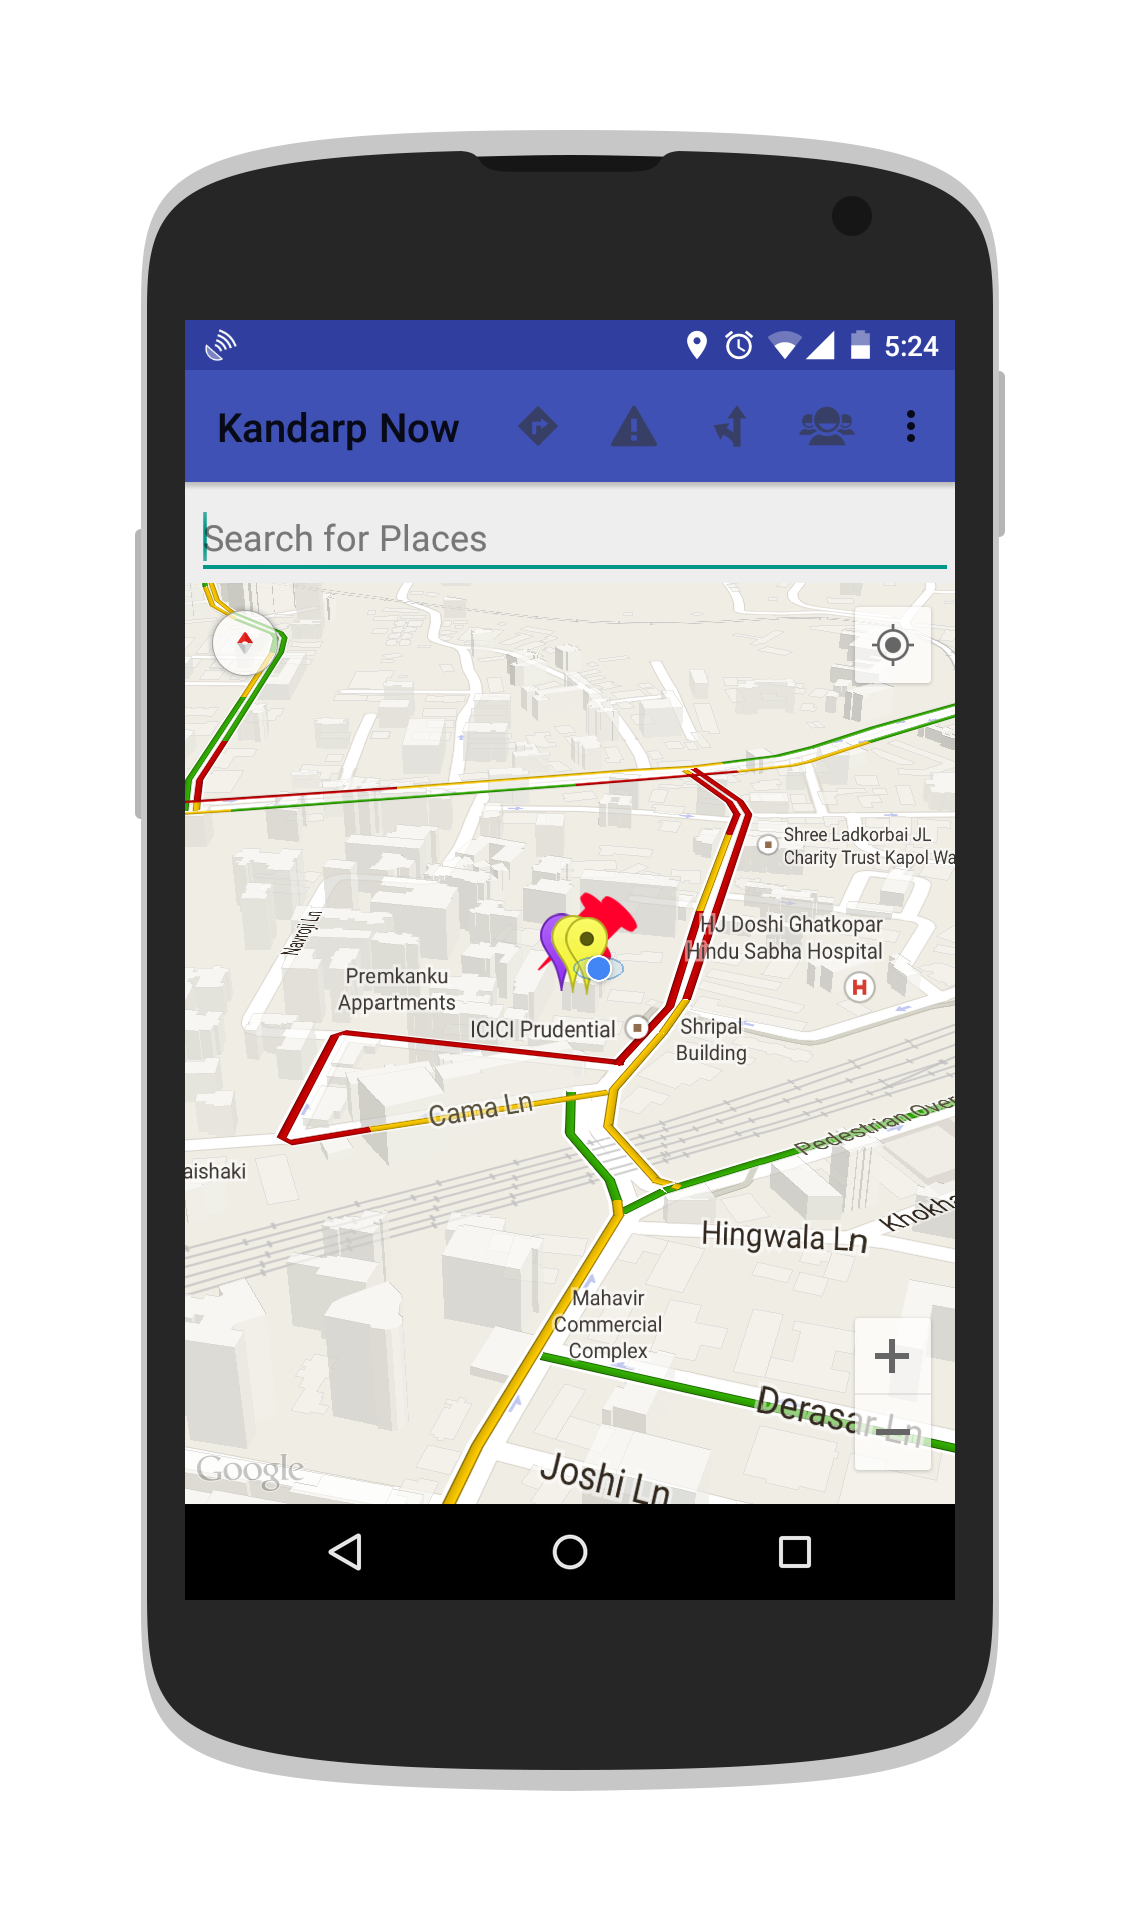 5:24
Kandarp Now
Search for Places
Shree Ladkorbai JL
Charity Trust Kapol Wa
Navroji Ln
HJ Doshi Ghatkopar
Hindu Sabha Hospital
H
Premkanku
Appartments
ICICI Prudential
Shripal
Building
Cama Ln
Pedestrian Over
aishaki
Khokha
Hingwala Ln
Mahavir
Commercial
Complex
Derasar Ln
Google
Joshi Ln